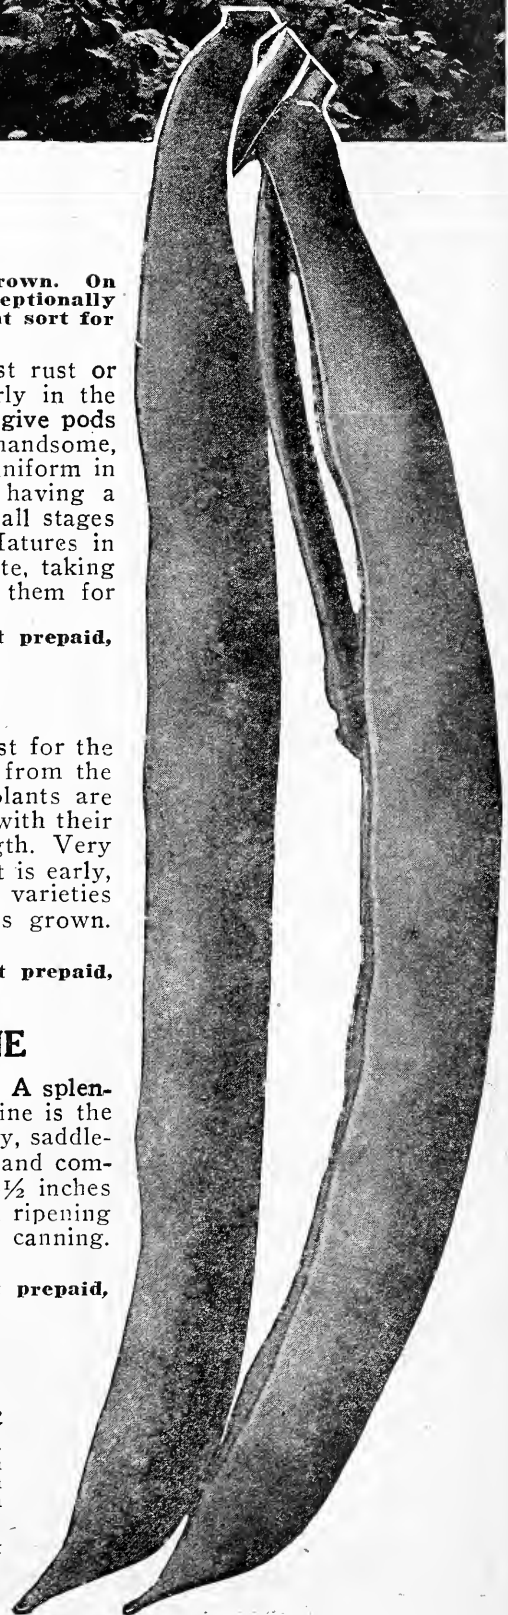 rown. On
eptionally
at sort for
st rust or
rly in the
give pods
handsome,
niform in
having a
all stages
Matures in
te, taking
them for
t prepaid,
st for the
from the
plants are
with their
gth. Very
t is early,
varieties
s grown.
t prepaid,
NE
A splen-
ine is the
y, saddle-
and com-
½ inches
ripening
canning.
prepaid,